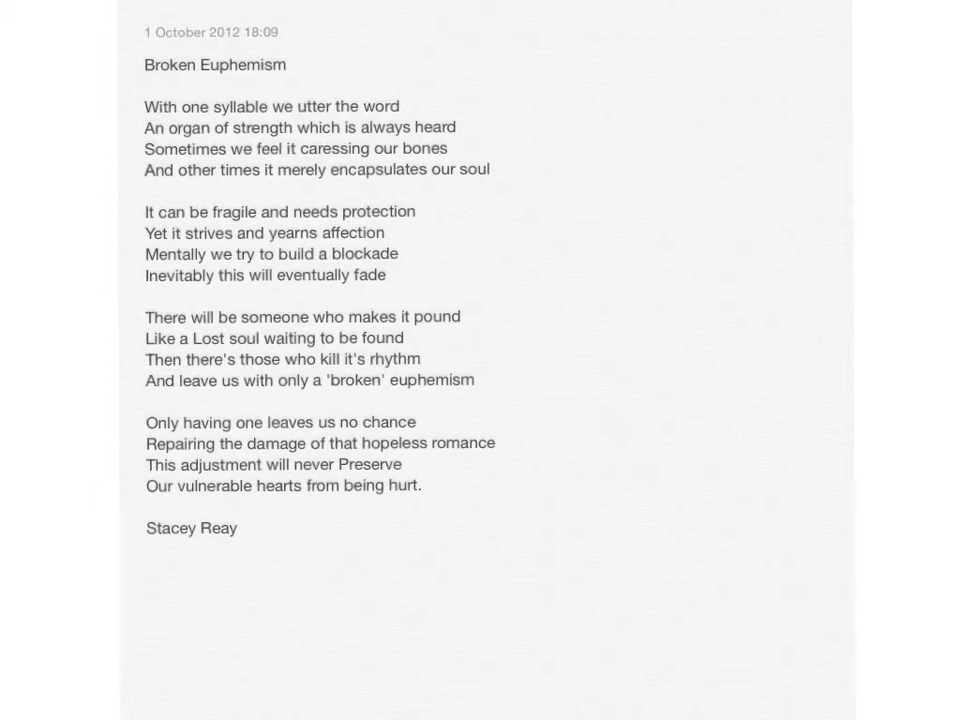 1 October 2012 18:09
Broken Euphemism
With one syllable we utter the word
An organ of strength which is always heard
Sometimes we feel it caressing our bones
And other times it merely encapsulates our soul
It can be fragile and needs protection
Yet it strives and yearns affection
Mentally we try to build a blockade
Inevitably this will eventually fade
There will be someone who makes it pound
Like a Lost soul waiting to be found
Then there's those who kill it's rhythm
And leave us with only a 'broken' euphemism
Only having one leaves us no chance
Repairing the damage of that hopeless romance
This adjustment will never Preserve
Our vulnerable hearts from being hurt.
Stacey Reay